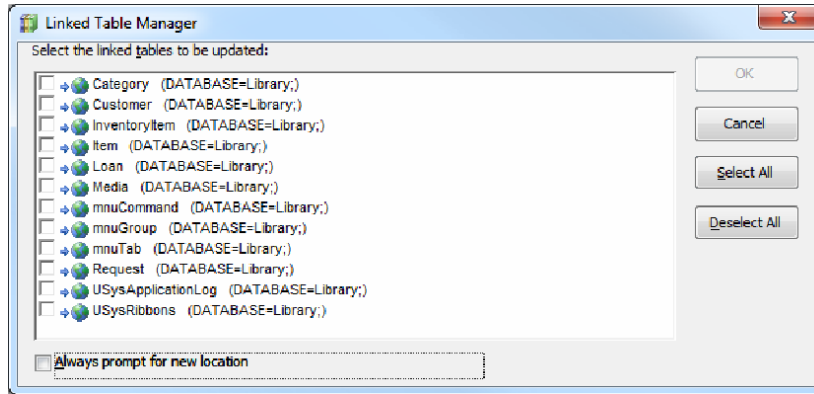 Linked Table Manager
Select the linked tables to be updated:
Category (DATABASE=Library;)
Customer (DATABASE=Library;)
InventoryItem (DATABASE=Library;)
Item (DATABASE=Library;)
Loan (DATABASE=Library;)
Media (DATABASE=Library;)
mnuCommand (DATABASE=Library;)
mnuGroup (DATABASE=Library;)
mnuTab (DATABASE=Library;)
Request (DATABASE=Library;)
USysApplicationLog (DATABASE=Library;)
USysRibbons (DATABASE=Library;)
Always prompt for new location
OK
Cancel
Select All
Deselect All